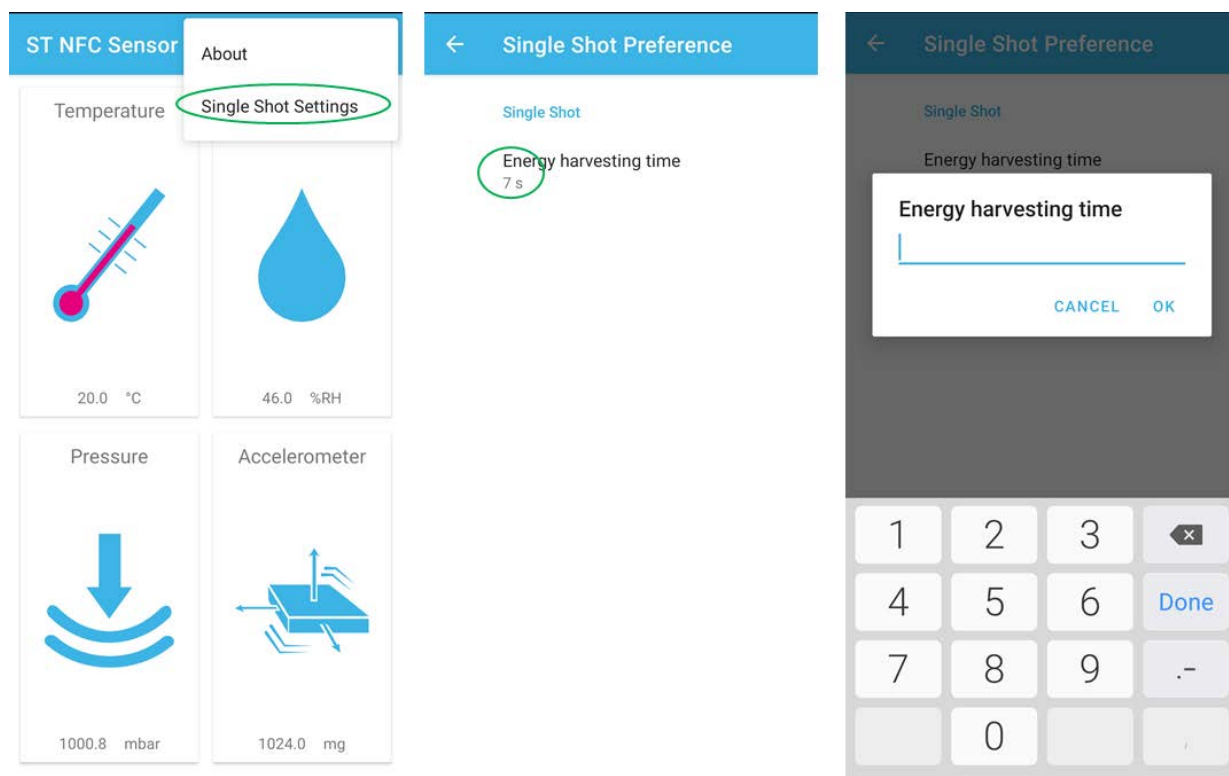 ST NFC Sensor
About
Single Shot Settings
Temperature
20.0 °C
46.0 %RH
Pressure
Accelerometer
1000.8 mbar
1024.0 mg
← Single Shot Preference
Single Shot
Energy harvesting time
7 s
← Single Shot Preference
Single Shot
Energy harvesting time
Energy harvesting time
CANCEL OK
1 2 3
4 5 6 Done
7 8 9 .-
0 ,